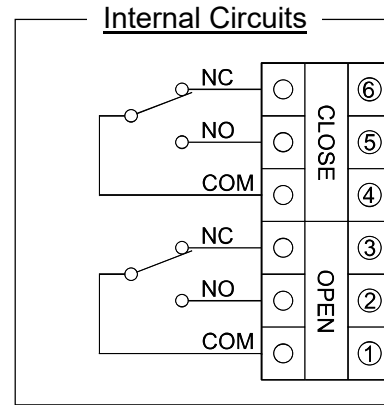 Internal Circuits
NC ⑥
NO ⑤
COM ④
CLOSE
NC ③
NO ②
COM ①
OPEN